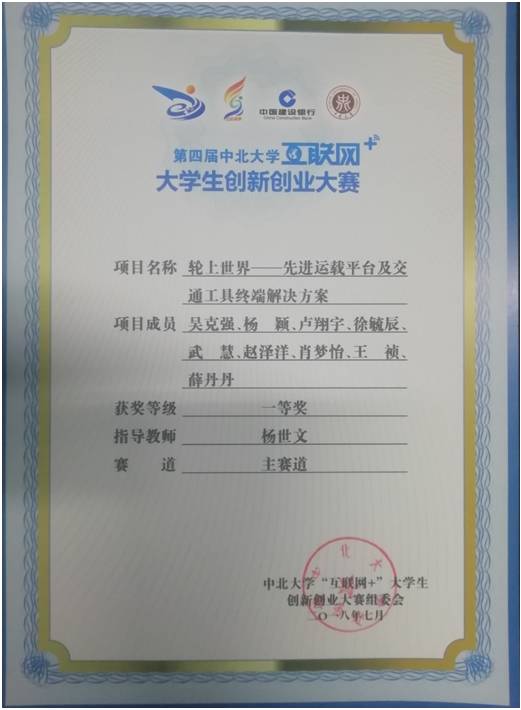 中国建设银行
China Construction Bank
第四届中北大学 互联网+
大学生创新创业大赛
项目名称 轮上世界——先进运载平台及交
通工具终端解决方案
项目成员 吴克强、杨 颖、卢翔宇、徐毓辰、
武 慧、赵泽洋、肖梦怡、王 祯、
薛丹丹
获奖等级 一等奖
指导教师 杨世文
赛 道 主赛道
中北大学“互联网+”大学生
创新创业大赛组委会
二〇一八年七月